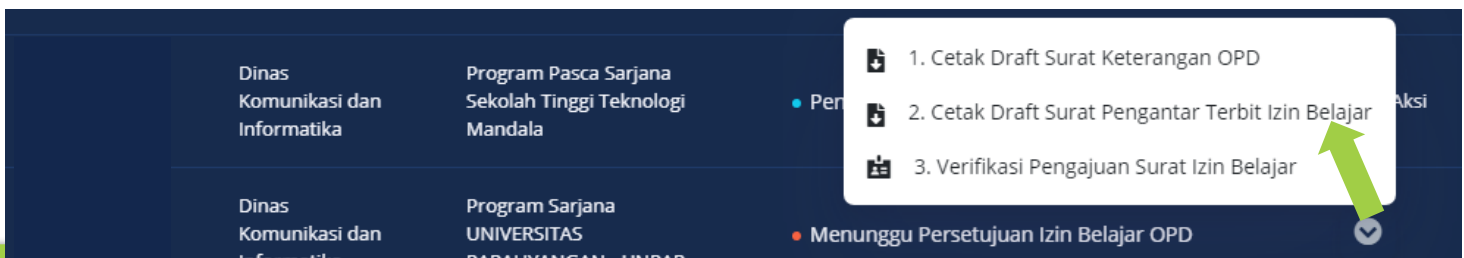 1. Cetak Draft Surat Keterangan OPD
2. Cetak Draft Surat Pengantar Terbit Izin Belajar
3. Verifikasi Pengajuan Surat Izin Belajar
Dinas
Komunikasi dan
Informatika
Program Pasca Sarjana
Sekolah Tinggi Teknologi
Mandala
Aksi
Dinas
Komunikasi dan
Program Sarjana
UNIVERSITAS
Menunggu Persetujuan Izin Belajar OPD